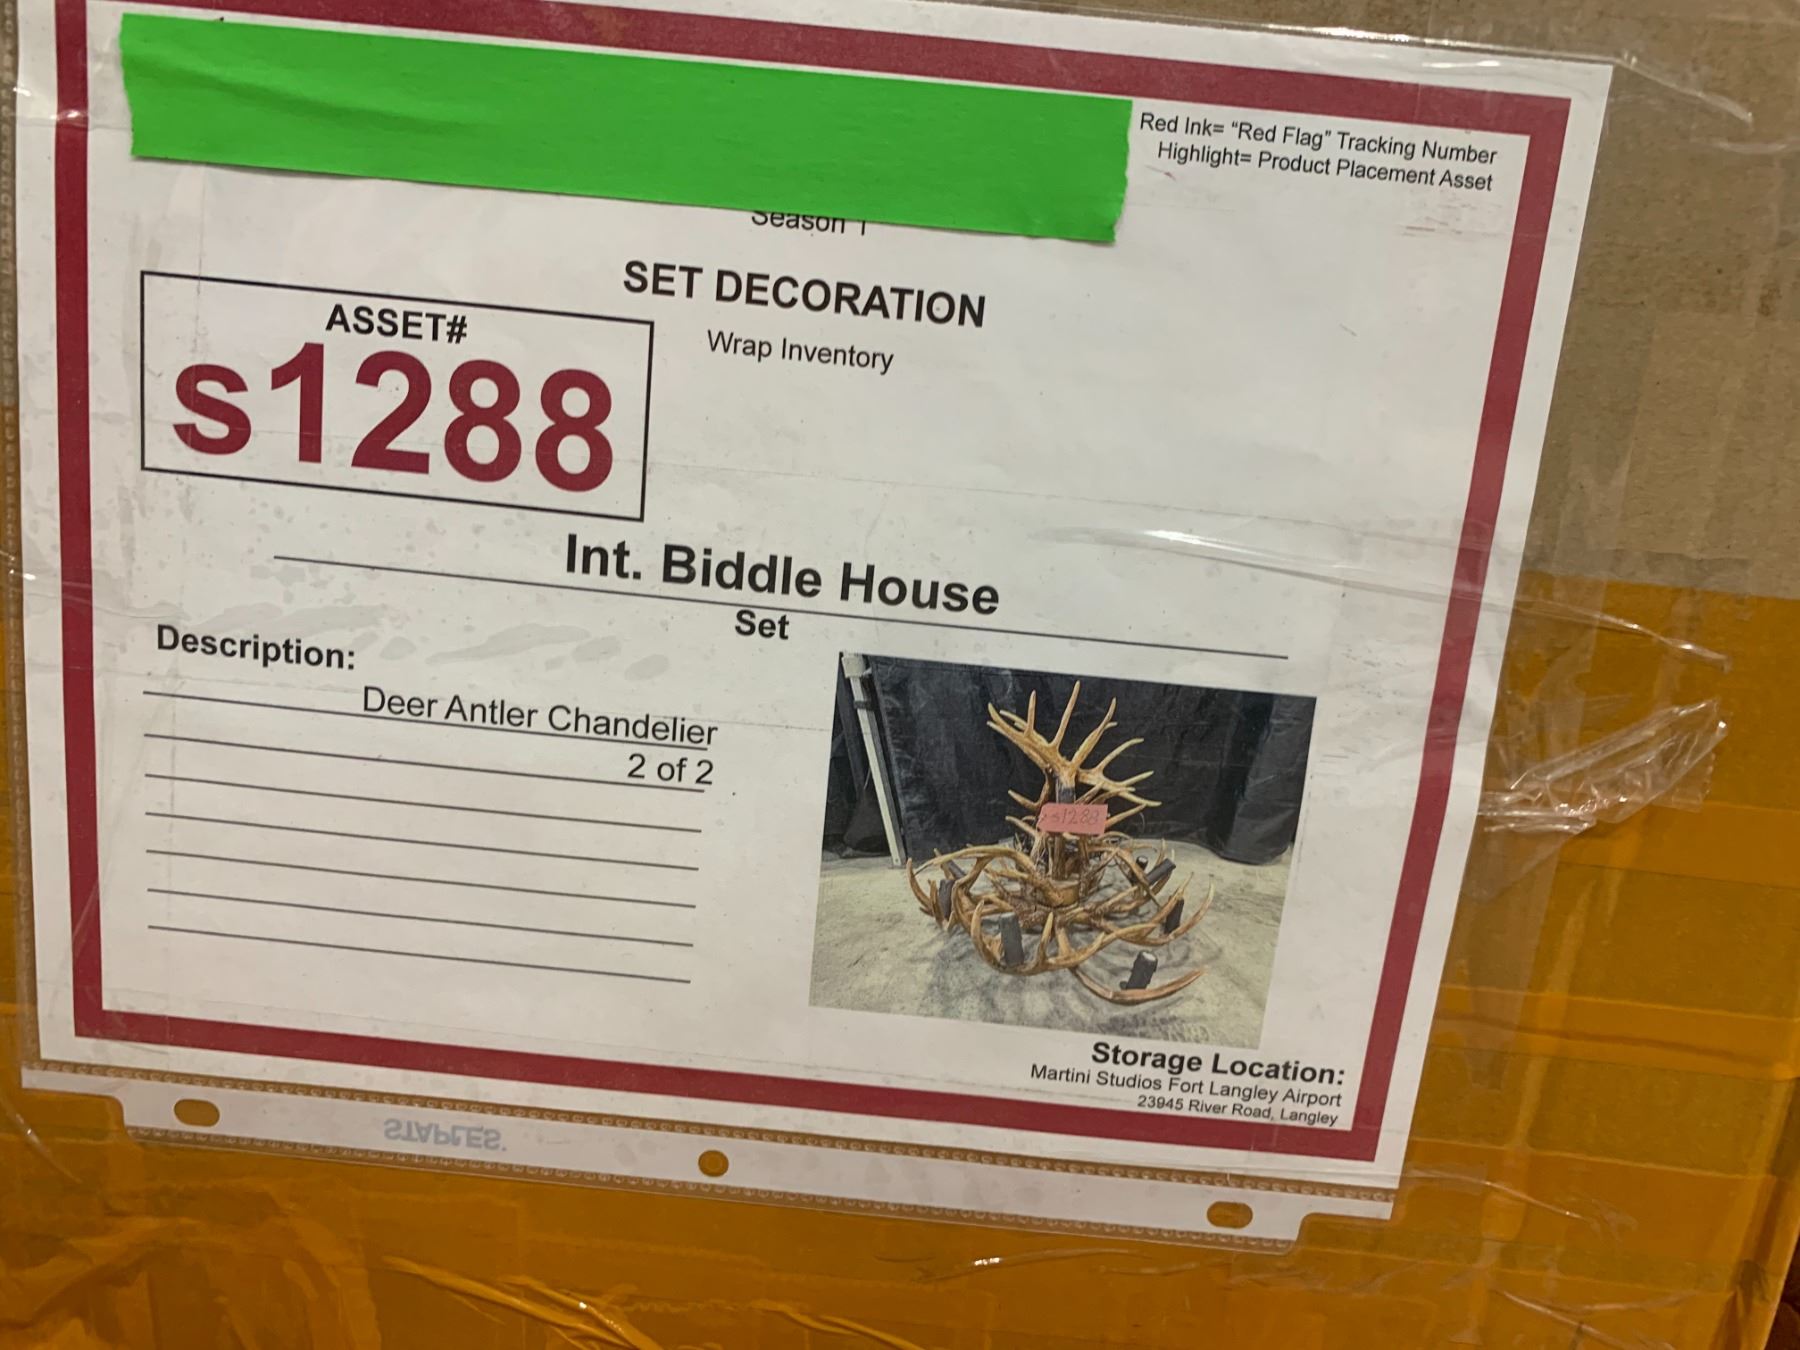 Red Ink= “Red Flag” Tracking Number
Highlight= Product Placement Asset
Season 1
SET DECORATION
Wrap Inventory
ASSET#
s1288
Int. Biddle House
Set
Description:
Deer Antler Chandelier
2 of 2
s1288
Storage Location:
Martini Studios Fort Langley Airport
23945 River Road, Langley
STAPLES.